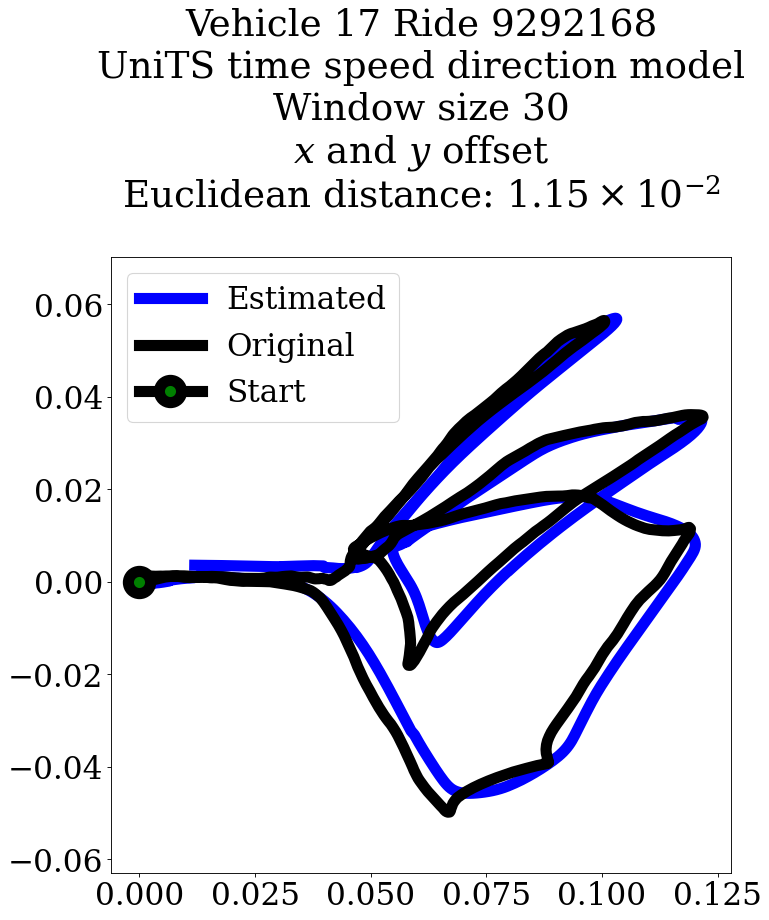 Vehicle 17 Ride 9292168
UniTS time speed direction model
Window size 30
x and y offset
Euclidean distance: 1.15 × 10⁻²
Estimated
Original
Start
0.06
0.04
0.02
0.00
−0.02
−0.04
−0.06
0.000 0.025 0.050 0.075 0.100 0.125